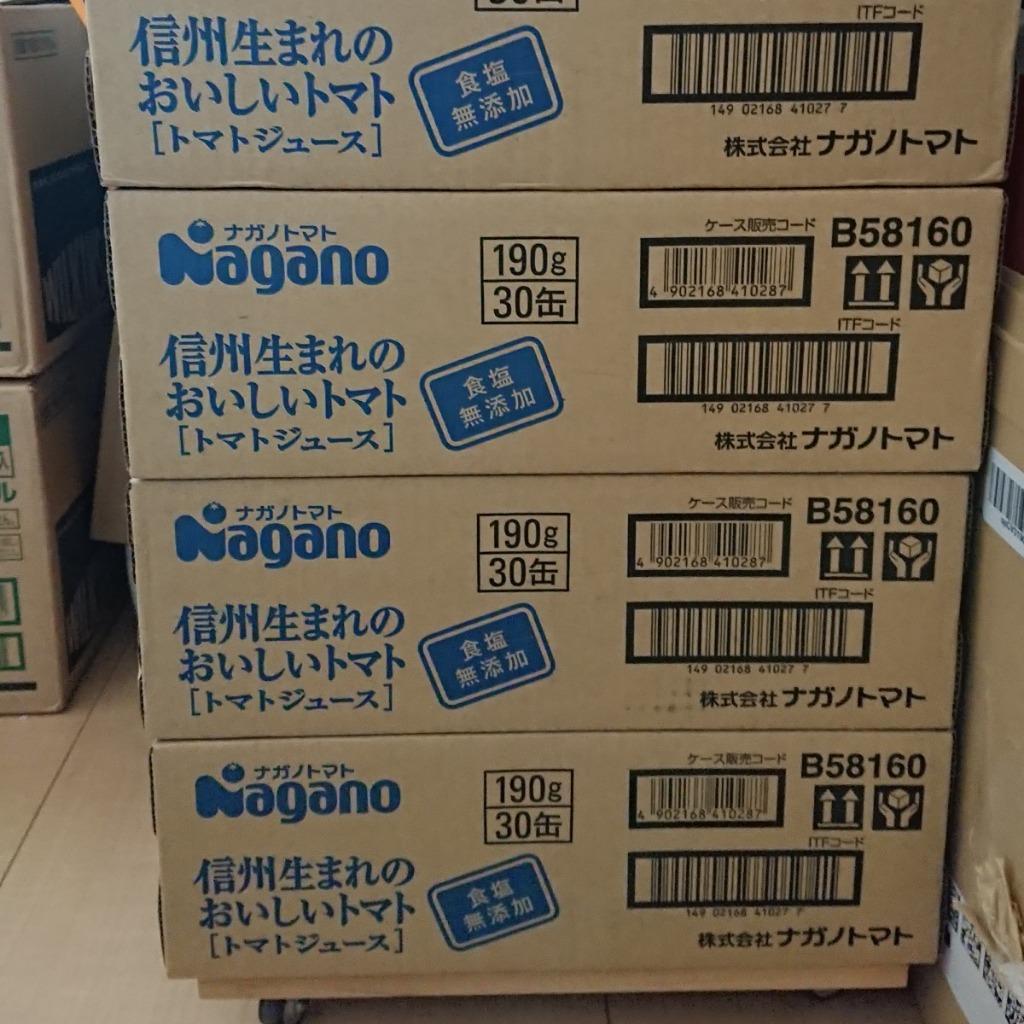 30缶
ITFコード
信州生まれの
おいしいトマト
[トマトジュース]
食塩
無添加
149 02168 41027 7
株式会社ナガノトマト
ナガノトマト
Nagano
190g
30缶
ケース販売コード
B58160
4 902168 410287
ITFコード
信州生まれの
おいしいトマト
[トマトジュース]
食塩
無添加
149 02168 41027 7
株式会社ナガノトマト
ナガノトマト
Nagano
190g
30缶
ケース販売コード
B58160
4 902168 410287
ITFコード
信州生まれの
おいしいトマト
[トマトジュース]
食塩
無添加
149 02168 41027 7
株式会社ナガノトマト
ナガノトマト
Nagano
190g
30缶
ケース販売コード
B58160
4 902168 410287
ITFコード
信州生まれの
おいしいトマト
[トマトジュース]
食塩
無添加
149 02168 41027 7
株式会社ナガノトマト